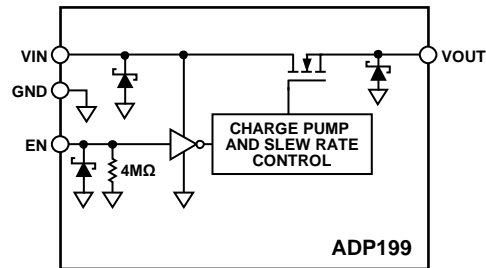 VIN
VOUT
GND
EN
4MΩ
CHARGE PUMP
AND SLEW RATE
CONTROL
ADP199